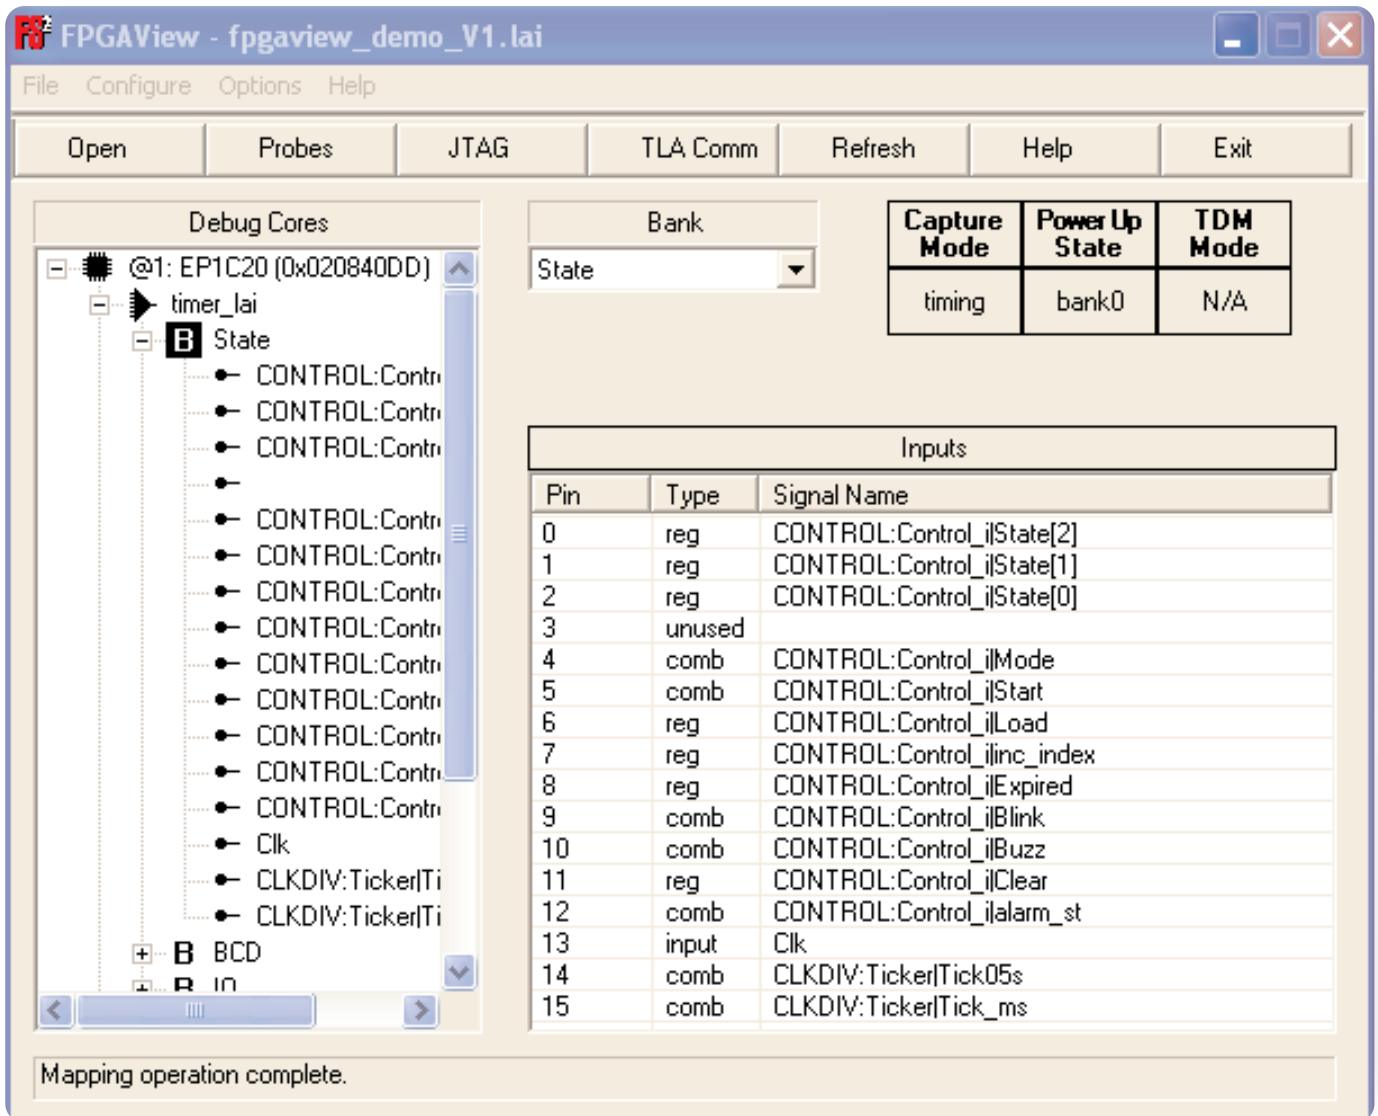 FS2 FPGAView - fpgaview_demo_V1.lai
File Configure Options Help
Open Probes JTAG TLA Comm Refresh Help Exit
Debug Cores
@1: EP1C20 (0x020840DD)
timer_lai
B State
CONTROL:Contr
CONTROL:Contr
CONTROL:Contr
CONTROL:Contr
CONTROL:Contr
CONTROL:Contr
CONTROL:Contr
CONTROL:Contr
CONTROL:Contr
CONTROL:Contr
CONTROL:Contr
CONTROL:Contr
Clk
CLKDIV:Ticker|Ti
CLKDIV:Ticker|Ti
B BCD
B IO
Bank
State
Capture Mode Power Up State TDM Mode
timing bank0 N/A
Inputs
Pin Type Signal Name
0 reg CONTROL:Control_i|State[2]
1 reg CONTROL:Control_i|State[1]
2 reg CONTROL:Control_i|State[0]
3 unused
4 comb CONTROL:Control_i|Mode
5 comb CONTROL:Control_i|Start
6 reg CONTROL:Control_i|Load
7 reg CONTROL:Control_i|inc_index
8 reg CONTROL:Control_i|Expired
9 comb CONTROL:Control_i|Blink
10 comb CONTROL:Control_i|Buzz
11 reg CONTROL:Control_i|Clear
12 comb CONTROL:Control_i|alarm_st
13 input Clk
14 comb CLKDIV:Ticker|Tick05s
15 comb CLKDIV:Ticker|Tick_ms
Mapping operation complete.